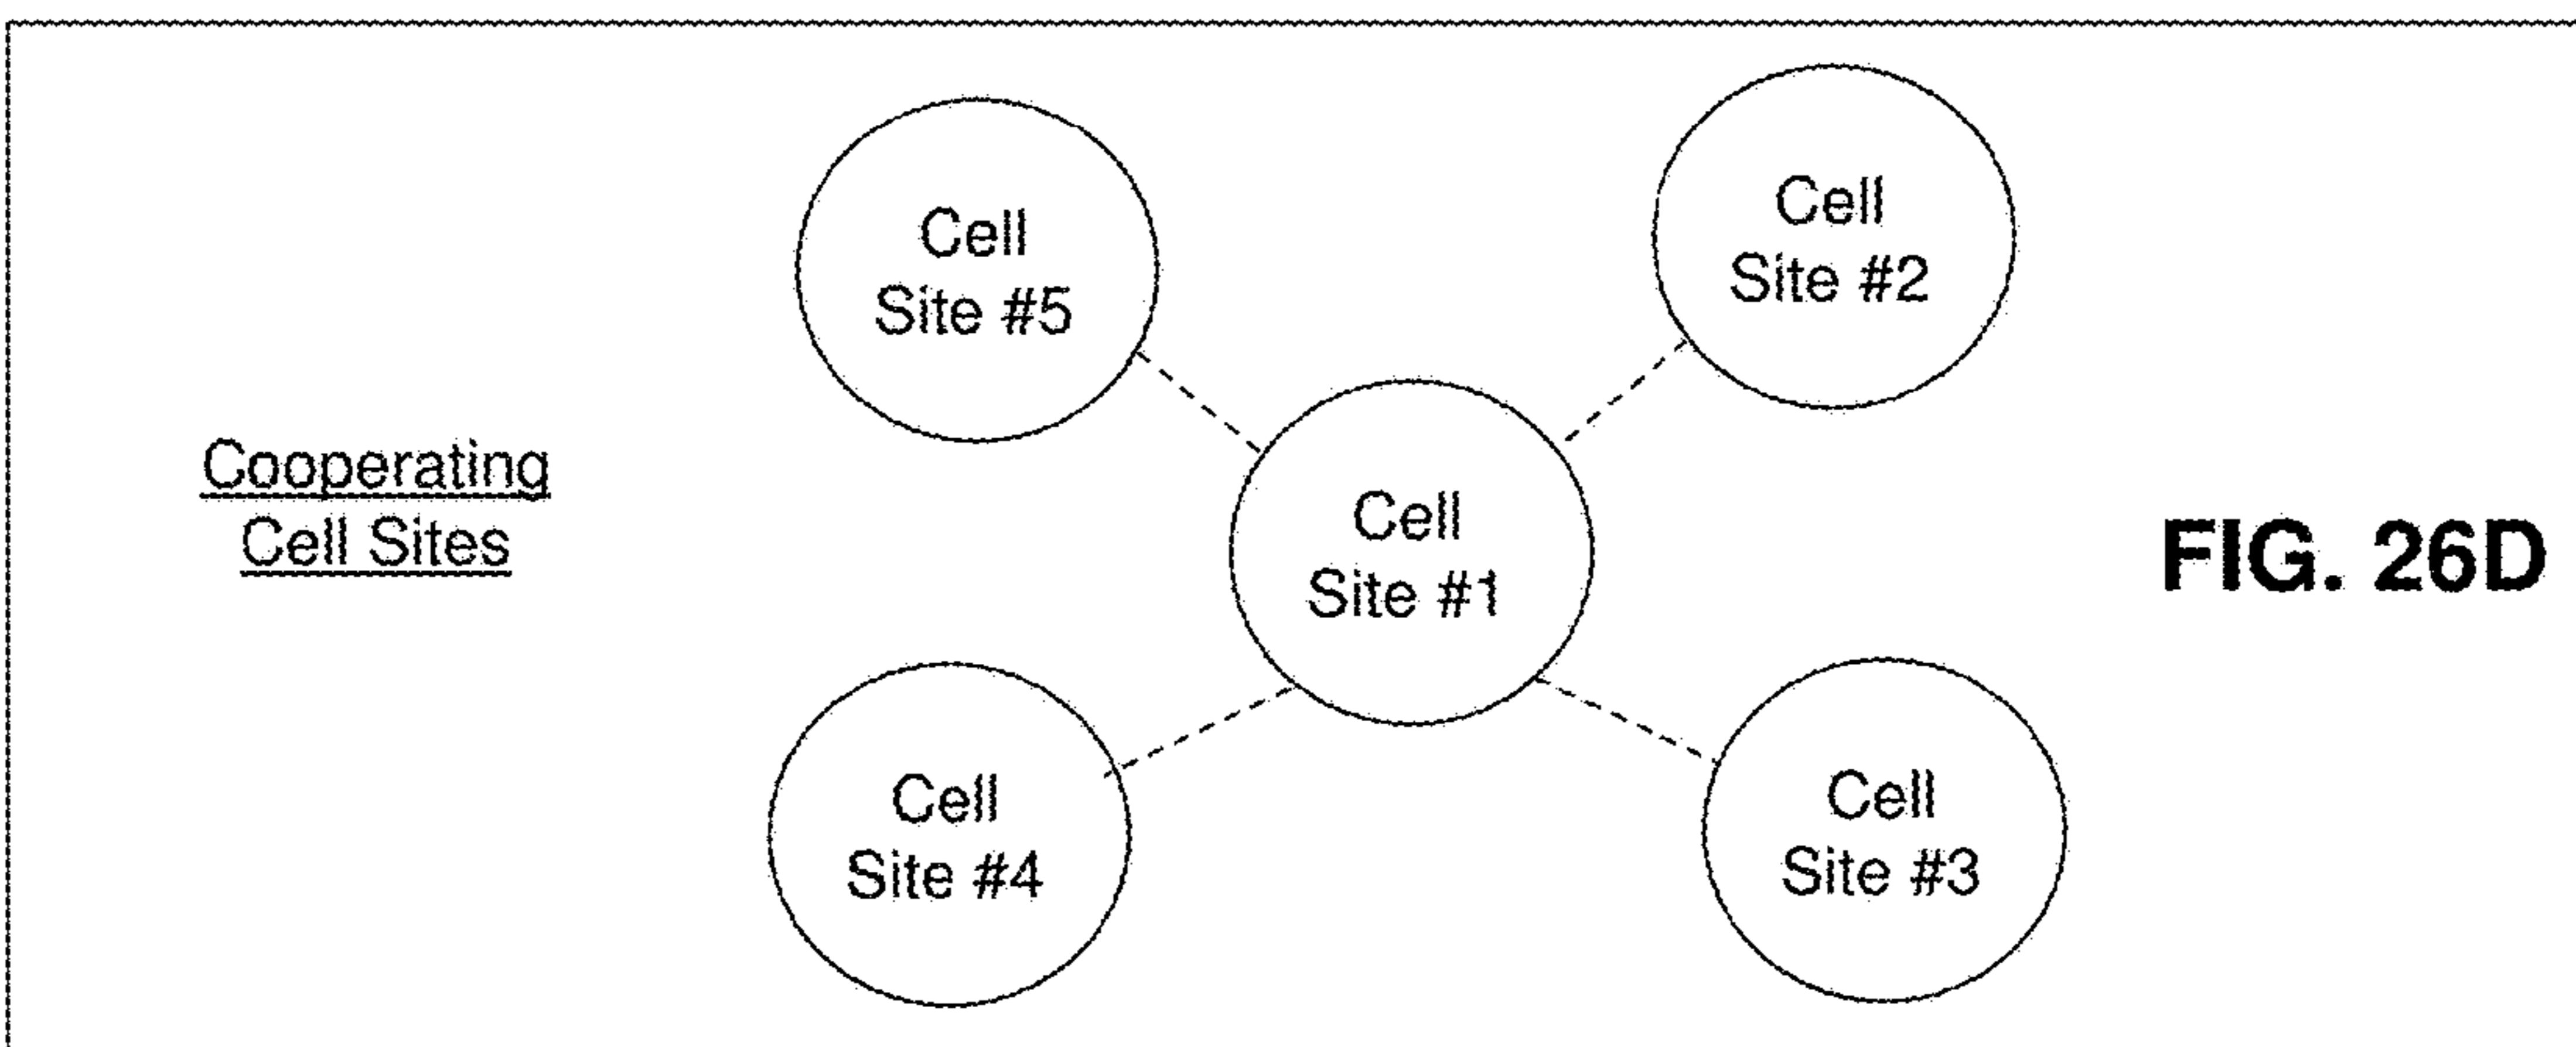 Cell
Site #5
Cell
Site #2
Cooperating
Cell Sites
Cell
Site #1
FIG. 26D
Cell
Site #4
Cell
Site #3